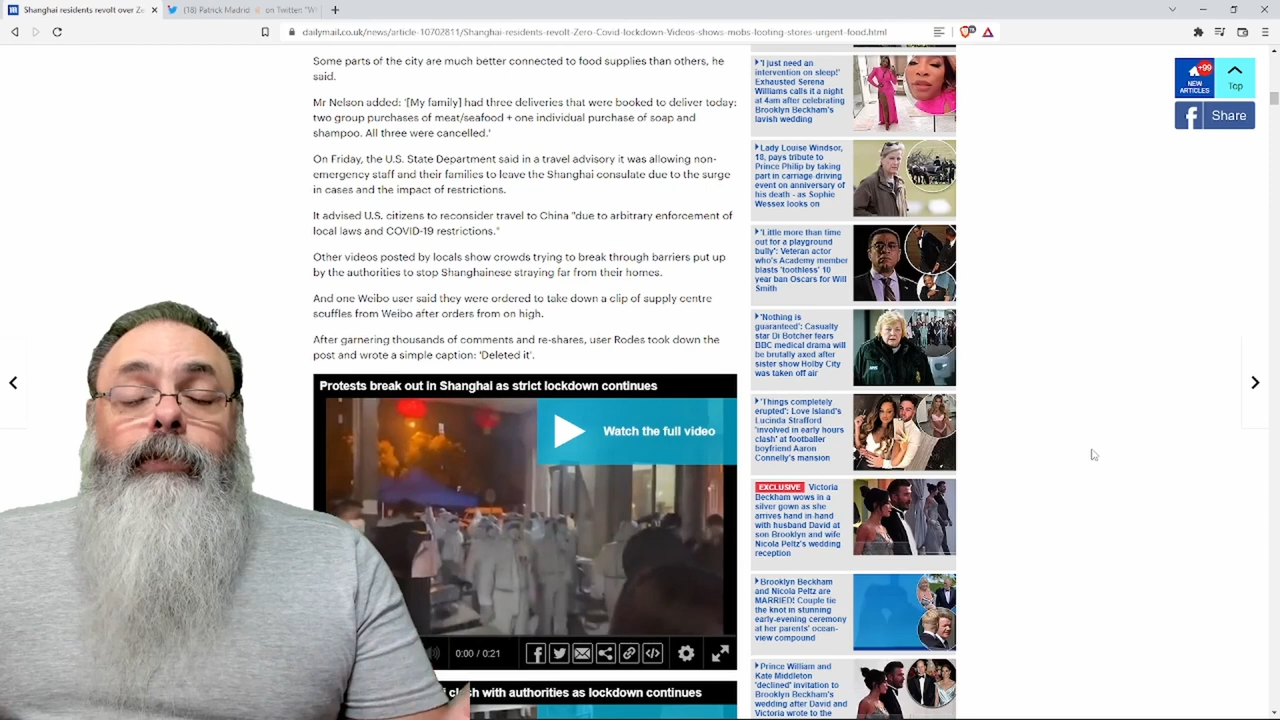 Shanghai residents revolt over Ze
(18) Patrick Madrid on Twitter: "W
dailymail.co.uk/news/article-10702811/Shanghai-residents-revolt-Zero-Covid-lockdown-Videos-shows-mobs-looting-stores-urgent-food.html
Some parts of the city are much better connected to food supplies than others, he
said.
Mr Nelson added: '[My family] had three deliveries that were booked to deliver today:
two group purchases of meat/seafood + one individual purchase of soap and
shampoo. All three were cancelled.'
On Friday, the U.S. State Department said in a travel advisory it was allowing non-
emergency staff and their families to leave the Shanghai consulate due to the surge
in cases and the impact of restrictions.
It advised U.S. citizens to reconsider travel to China "due to arbitrary enforcement of
local laws and COVID-19 restrictions."
Other videos posted by locals show crowds trying to break through barriers put up
by the authorities to stop Shanghainese straying far from their homes.
And one Weibo user said they were ordered to take down a clip of supply centre
souffles from Weibo after orders from on high.
After garnering thousands of comments and re-shares, user Rodes took down the
post and wrote a simple caption: 'Deleted it'.
Protests break out in Shanghai as strict lockdown continues
Watch the full video
0:00 / 0:21
clash with authorities as lockdown continues
'I just need an
intervention on sleep!'
Exhausted Serena
Williams calls it a night
at 4am after celebrating
Brooklyn Beckham's
lavish wedding
Lady Louise Windsor,
18, pays tribute to
Prince Philip by taking
part in carriage driving
event on anniversary of
his death - as Sophie
Wessex looks on
'Little more than time
out for a playground
bully': Veteran actor
who's Academy member
blasts 'toothless' 10
year ban Oscars for Will
Smith
'Nothing is
guaranteed': Casualty
star Di Botcher fears
BBC medical drama will
be brutally axed after
sister show Holby City
was taken off air
'Things completely
erupted': Love Island's
Lucinda Strafford
'involved in early hours
clash' at footballer
boyfriend Aaron
Connelly's mansion
EXCLUSIVE Victoria
Beckham wows in a
silver gown as she
arrives hand in-hand
with husband David at
son Brooklyn and wife
Nicola Peltz's wedding
reception
Brooklyn Beckham
and Nicola Peltz are
MARRIED! Couple tie
the knot in stunning
early-evening ceremony
at her parents' ocean-
view compound
Prince William and
Kate Middleton
'declined' invitation to
Brooklyn Beckham's
wedding after David and
Victoria wrote to the
+99
NEW
ARTICLES
Top
Share